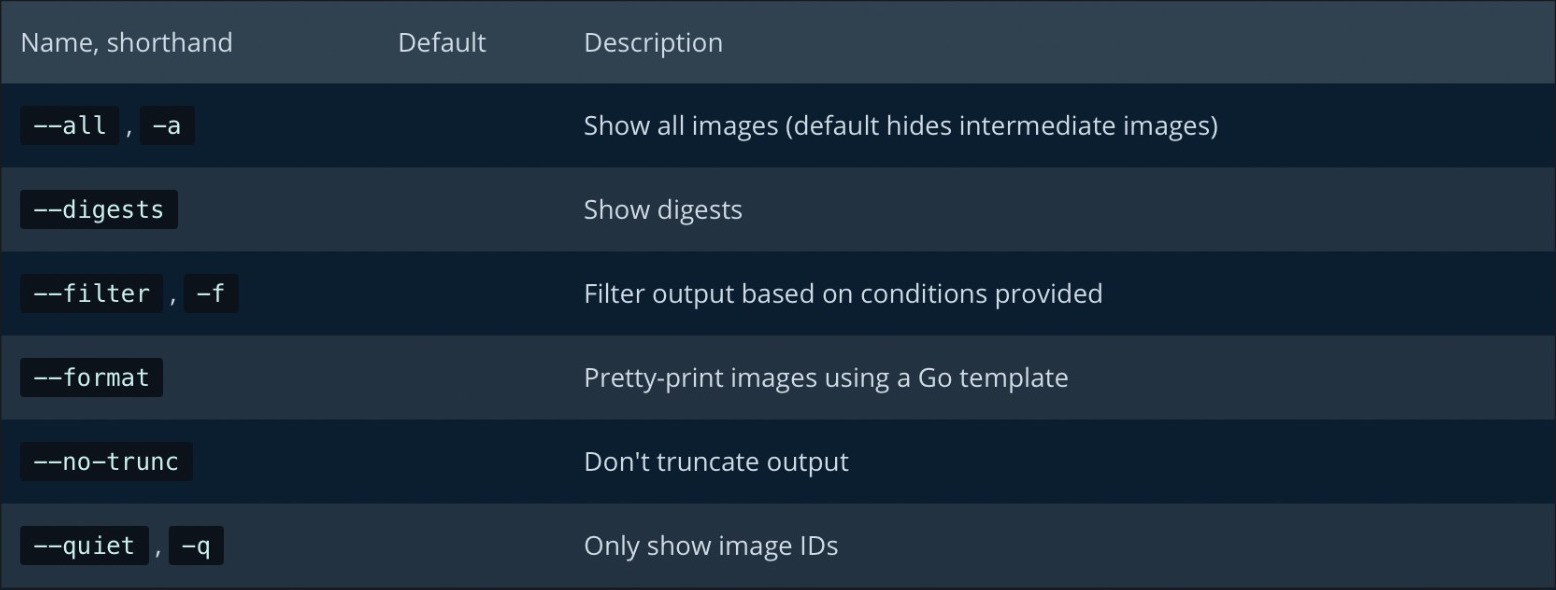 Name, shorthand Default Description
--all , -a Show all images (default hides intermediate images)
--digests Show digests
--filter , -f Filter output based on conditions provided
--format Pretty-print images using a Go template
--no-trunc Don't truncate output
--quiet , -q Only show image IDs